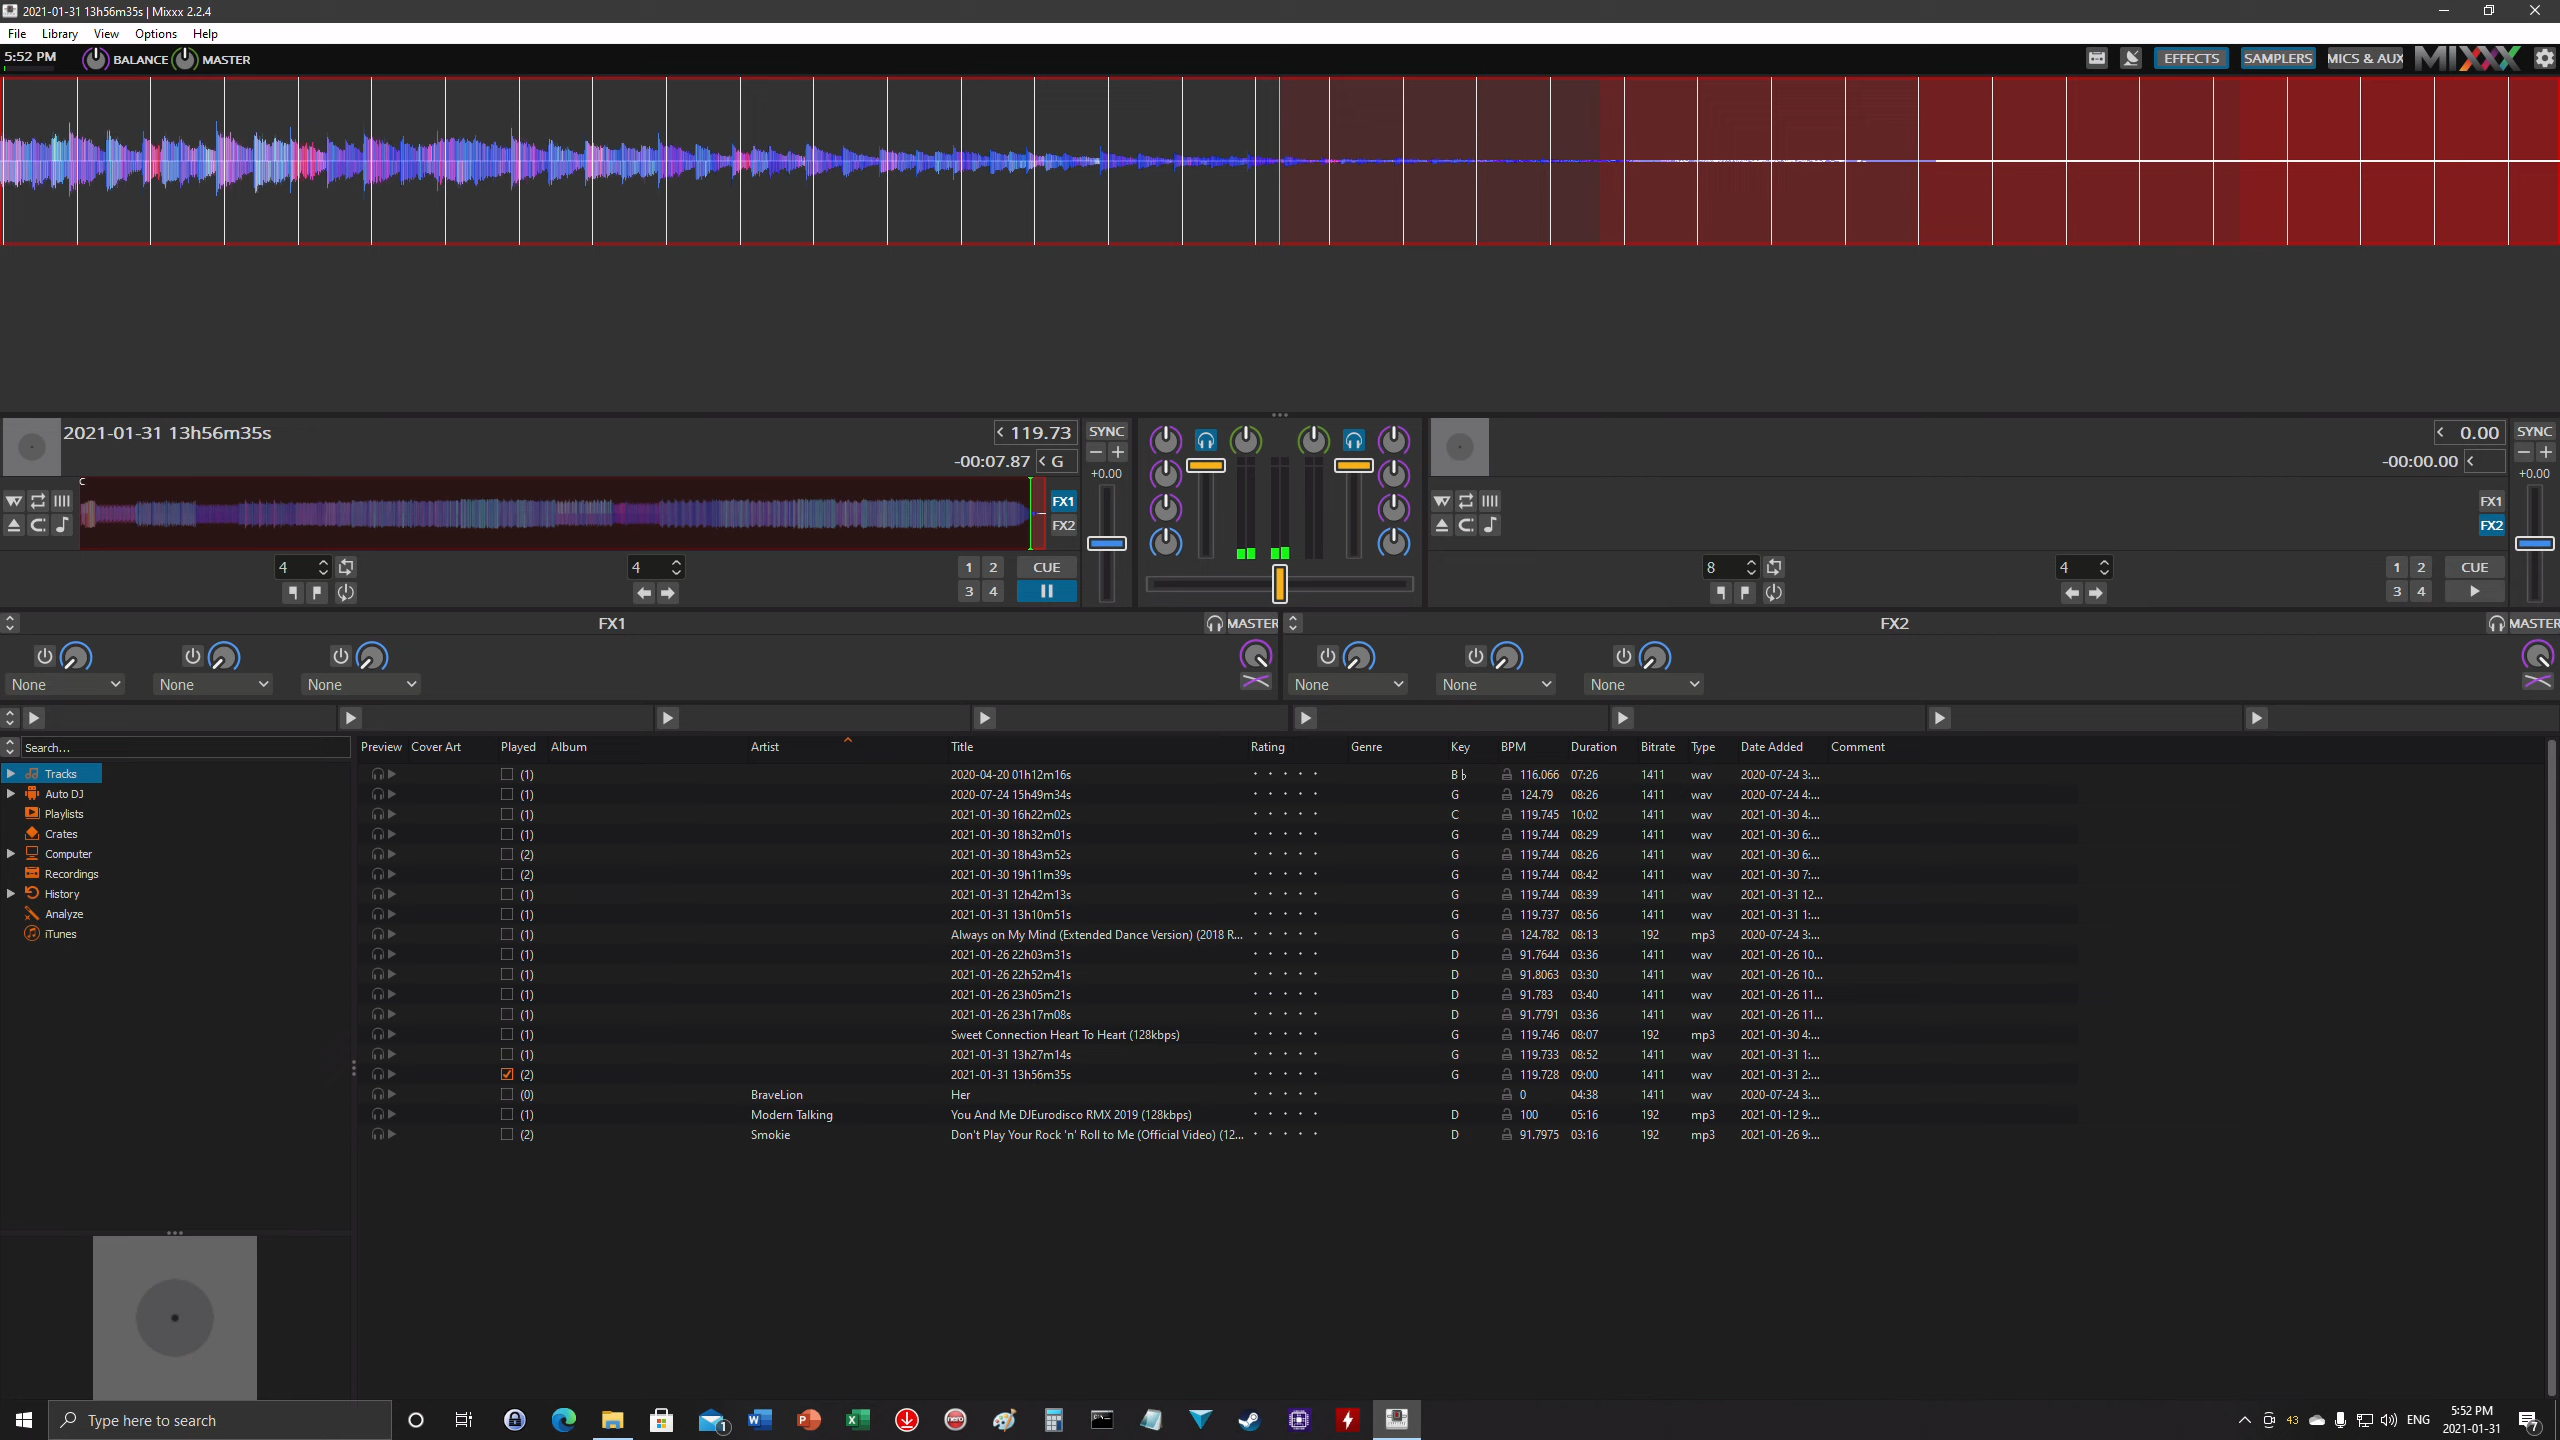 2021-01-31 13h56m35s | Mixxx 2.2.4
File Library View Options Help
5:52 PM BALANCE MASTER EFFECTS SAMPLERS MICS & AUX MIXXX
2021-01-31 13h56m35s 119.73 SYNC 0.00 SYNC
-00:07.87 G +0.00 -00:00.00 +0.00
C
FX1 FX1
FX2 FX2
4 4 1 2 CUE 8 4 1 2 CUE
3 4 3 4
FX1 MASTER FX2 MASTER
None None None None None None
Search... Preview Cover Art Played Album Artist Title Rating Genre Key BPM Duration Bitrate Type Date Added Comment
Tracks
Auto DJ
Playlists
Crates
Computer
Recordings
History
Analyze
iTunes
(1) 2020-04-20 01h12m16s B♭ 116.066 07:26 1411 wav 2020-07-24 3:...
(1) 2020-07-24 15h49m34s G 124.79 08:26 1411 wav 2020-07-24 4:...
(1) 2021-01-30 16h22m02s C 119.745 10:02 1411 wav 2021-01-30 4:...
(1) 2021-01-30 18h32m01s G 119.744 08:29 1411 wav 2021-01-30 6:...
(2) 2021-01-30 18h43m52s G 119.744 08:26 1411 wav 2021-01-30 6:...
(2) 2021-01-30 19h11m39s G 119.744 08:42 1411 wav 2021-01-30 7:...
(1) 2021-01-31 12h42m13s G 119.744 08:39 1411 wav 2021-01-31 12...
(1) 2021-01-31 13h10m51s G 119.737 08:56 1411 wav 2021-01-31 1:...
(1) Always on My Mind (Extended Dance Version) (2018 R... G 124.782 08:13 192 mp3 2020-07-24 3:...
(1) 2021-01-26 22h03m31s D 91.7644 03:36 1411 wav 2021-01-26 10...
(1) 2021-01-26 22h52m41s D 91.8063 03:30 1411 wav 2021-01-26 10...
(1) 2021-01-26 23h05m21s D 91.783 03:40 1411 wav 2021-01-26 11...
(1) 2021-01-26 23h17m08s D 91.7791 03:36 1411 wav 2021-01-26 11...
(1) Sweet Connection Heart To Heart (128kbps) G 119.746 08:07 192 mp3 2021-01-30 4:...
(1) 2021-01-31 13h27m14s G 119.733 08:52 1411 wav 2021-01-31 1:...
(2) 2021-01-31 13h56m35s G 119.728 09:00 1411 wav 2021-01-31 2:...
(0) BraveLion Her 0 04:38 1411 wav 2020-07-24 3:...
(1) Modern Talking You And Me DJEurodisco RMX 2019 (128kbps) D 100 05:16 192 mp3 2021-01-12 9:...
(2) Smokie Don't Play Your Rock 'n' Roll to Me (Official Video) (12... D 91.7975 03:16 192 mp3 2021-01-26 9:...
Type here to search 1 nero 43 ENG 5:52 PM
2021-01-31 7